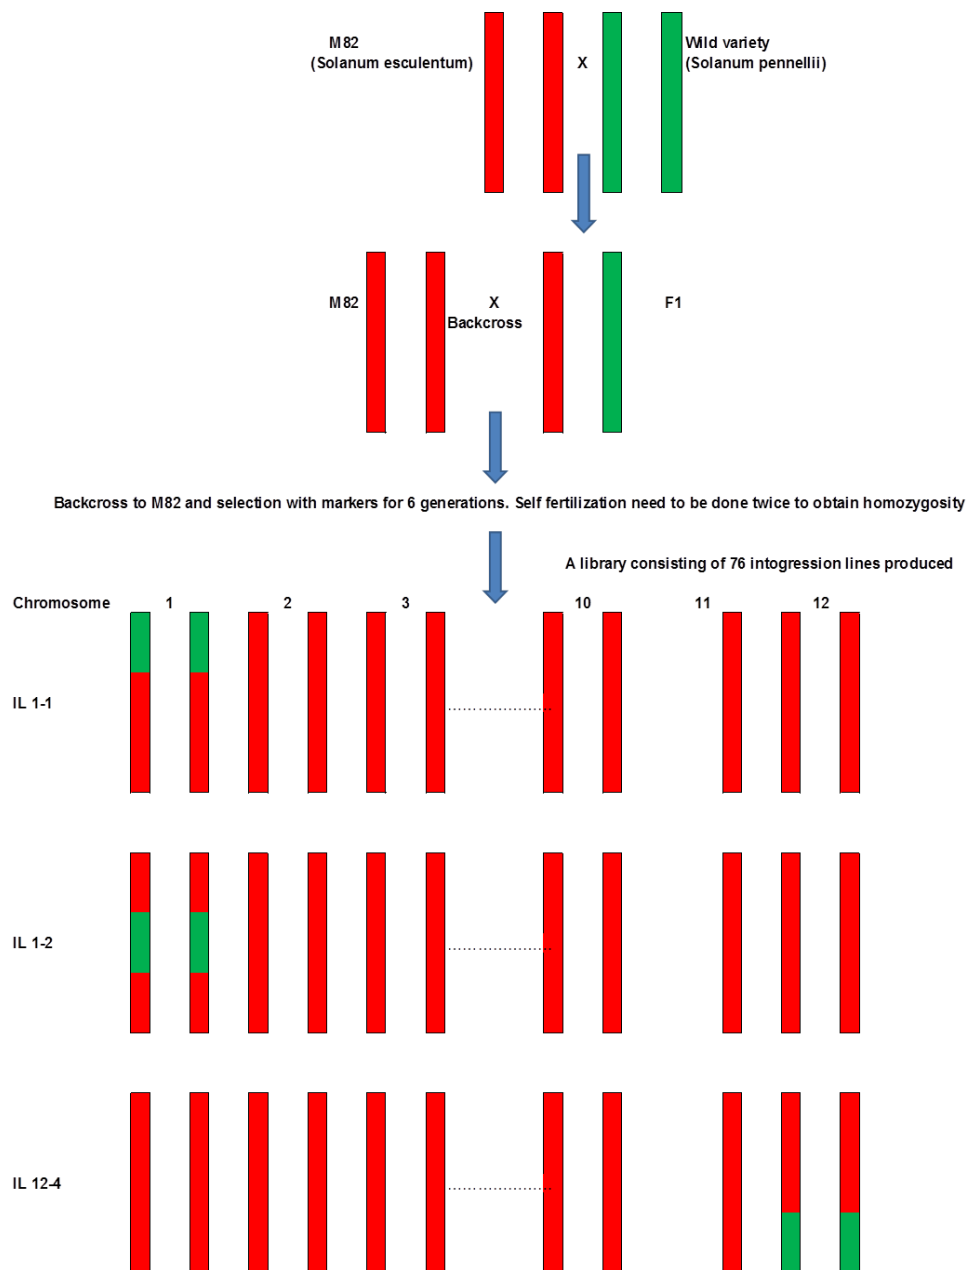 M82
(Solanum esculentum)
X
Wild variety
(Solanum pennellii)
M82
X
Backcross
F1
Backcross to M82 and selection with markers for 6 generations. Self fertilization need to be done twice to obtain homozygosity
A library consisting of 76 intogression lines produced
Chromosome 1 2 3 10 11 12
IL 1-1
IL 1-2
IL 12-4